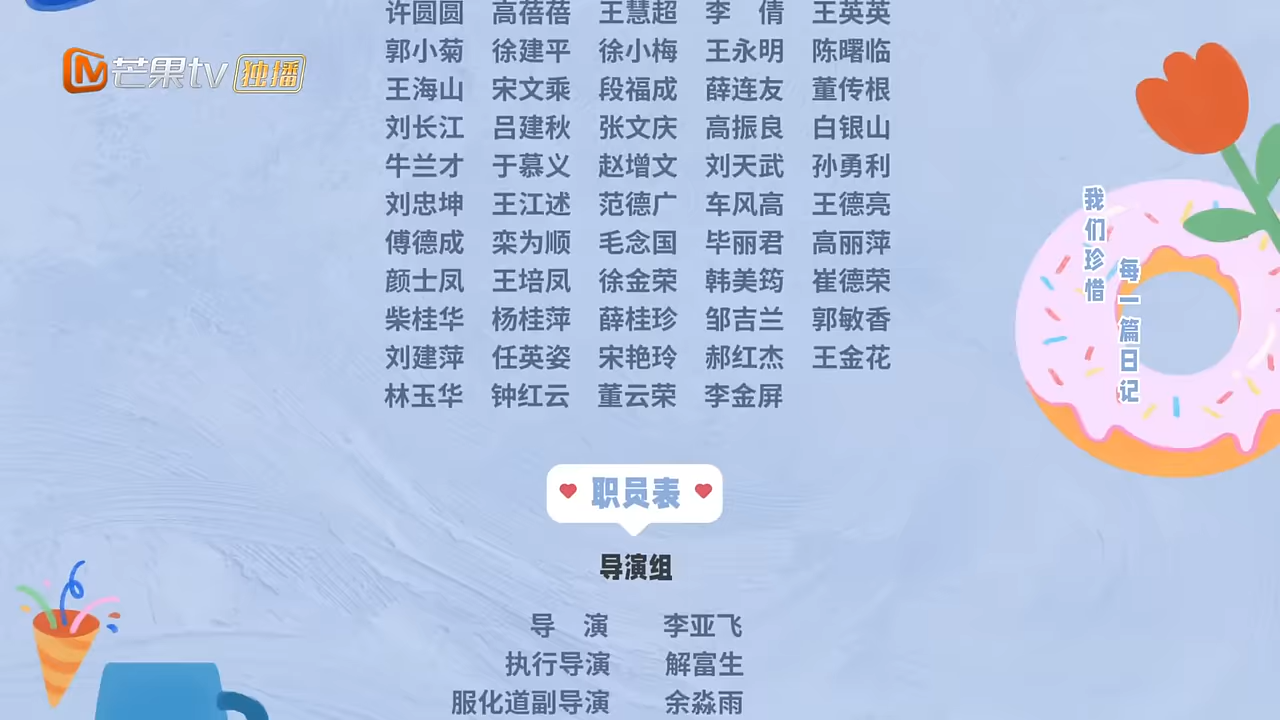 芒果tv 独播
许圆圆 高蓓蓓 王慧超 李 倩 王英英
郭小菊 徐建平 徐小梅 王永明 陈曙临
王海山 宋文乘 段福成 薛连友 董传根
刘长江 吕建秋 张文庆 高振良 白银山
牛兰才 于慕义 赵增文 刘天武 孙勇利
刘忠坤 王江述 范德广 车风高 王德亮
傅德成 栾为顺 毛念国 毕丽君 高丽萍
颜士凤 王培凤 徐金荣 韩美筠 崔德荣
柴桂华 杨桂萍 薛桂珍 邹吉兰 郭敏香
刘建萍 任英姿 宋艳玲 郝红杰 王金花
林玉华 钟红云 董云荣 李金屏
我们珍惜
每一篇日记
职员表
导演组
导 演 李亚飞
执行导演 解富生
服化道副导演 余淼雨